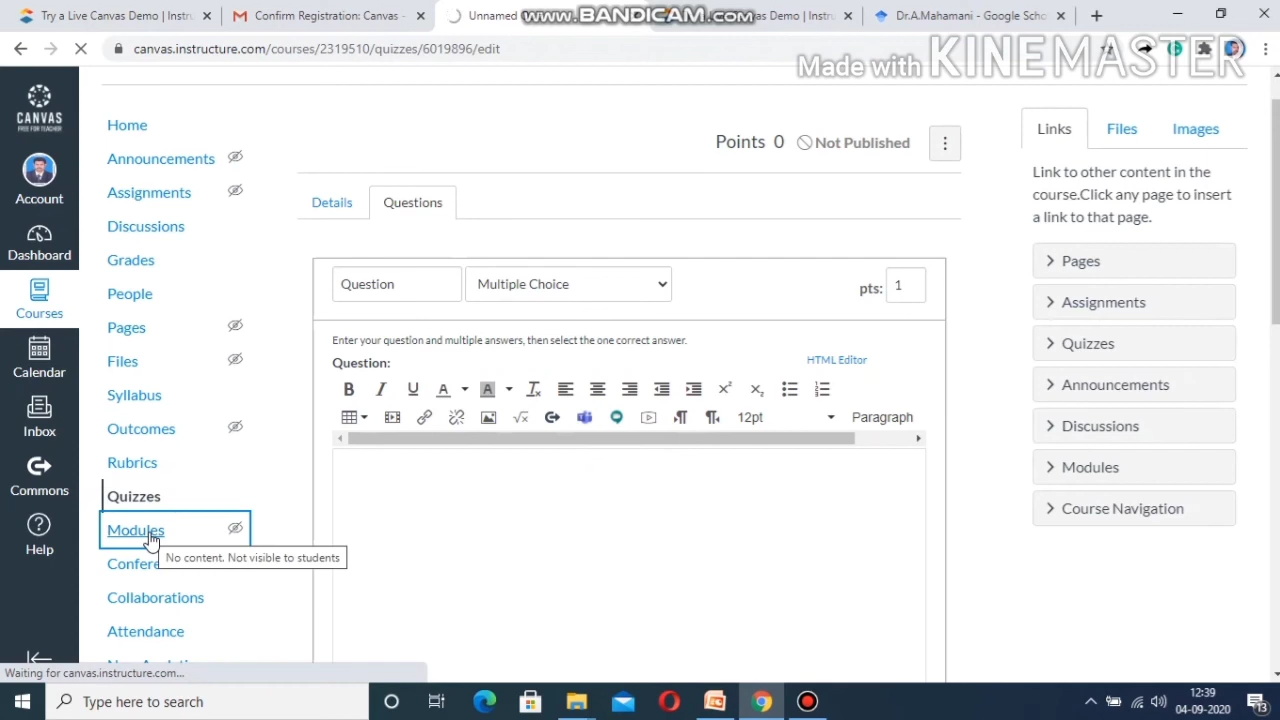 Try a Live Canvas Demo | Instru
Confirm Registration: Canvas -
Unnamed
www.BANDICAM.com
as Demo | Instru
Dr.A.Mahamani - Google Scho
canvas.instructure.com/courses/2319510/quizzes/6019896/edit
Made with KINEMASTER
CANVAS
FREE FOR TEACHER
Account
Dashboard
Courses
Calendar
Inbox
Commons
Help
Home
Announcements
Assignments
Discussions
Grades
People
Pages
Files
Syllabus
Outcomes
Rubrics
Quizzes
Modules
No content. Not visible to students
Confere
Collaborations
Attendance
Points 0 Not Published
Details
Questions
Question
Multiple Choice
pts: 1
Enter your question and multiple answers, then select the one correct answer.
Question:
HTML Editor
12pt
Paragraph
Links
Files
Images
Link to other content in the
course.Click any page to insert
a link to that page.
Pages
Assignments
Quizzes
Announcements
Discussions
Modules
Course Navigation
Waiting for canvas.instructure.com...
Type here to search
12:39
04-09-2020
13